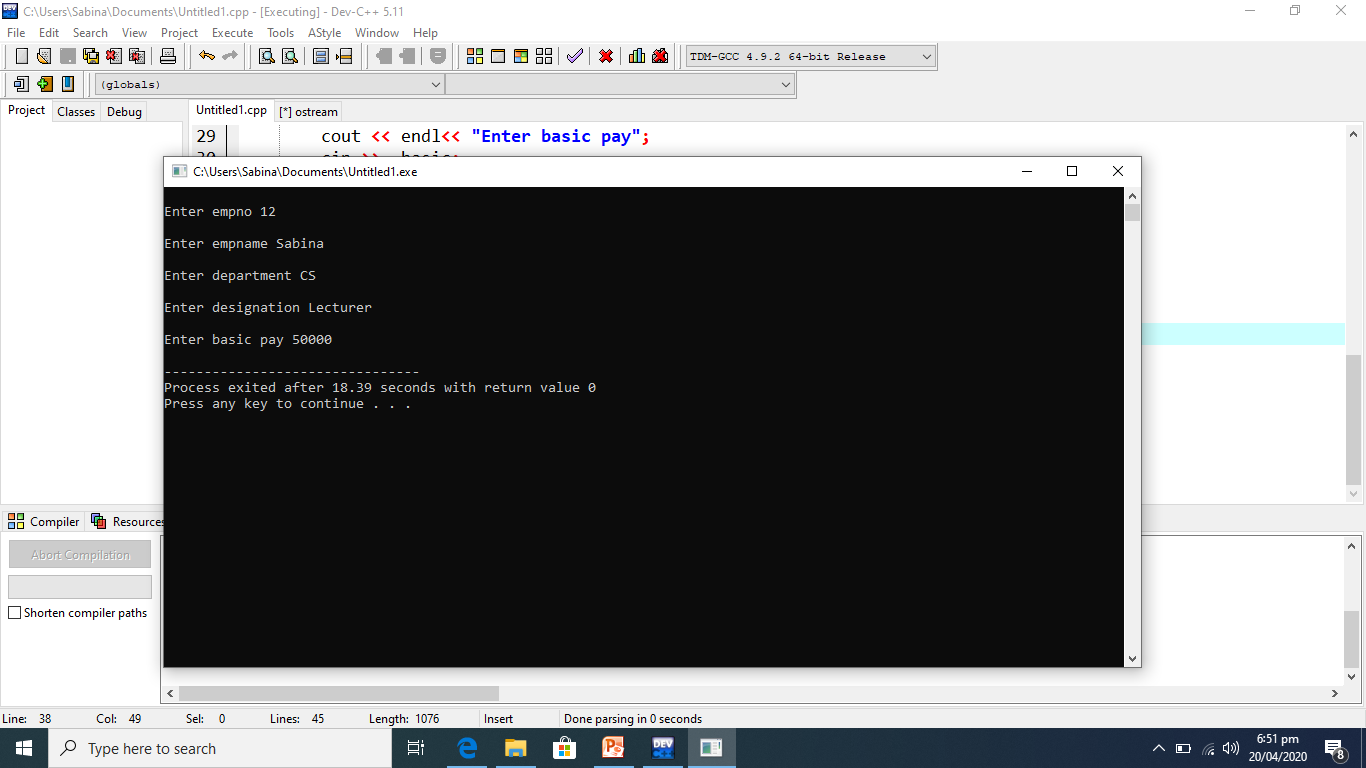 C:\Users\Sabina\Documents\Untitled1.cpp - [Executing] - Dev-C++ 5.11
File Edit Search View Project Execute Tools AStyle Window Help
TDM-GCC 4.9.2 64-bit Release
(globals)
Project Classes Debug Untitled1.cpp [*] ostream
29 cout << endl<< "Enter basic pay";
C:\Users\Sabina\Documents\Untitled1.exe
Enter empno 12
Enter empname Sabina
Enter department CS
Enter designation Lecturer
Enter basic pay 50000
--------------------------------
Process exited after 18.39 seconds with return value 0
Press any key to continue . . .
Compiler Resources
Abort Compilation
Shorten compiler paths
Line: 38 Col: 49 Sel: 0 Lines: 45 Length: 1076 Insert Done parsing in 0 seconds
Type here to search
6:51 pm
20/04/2020
8